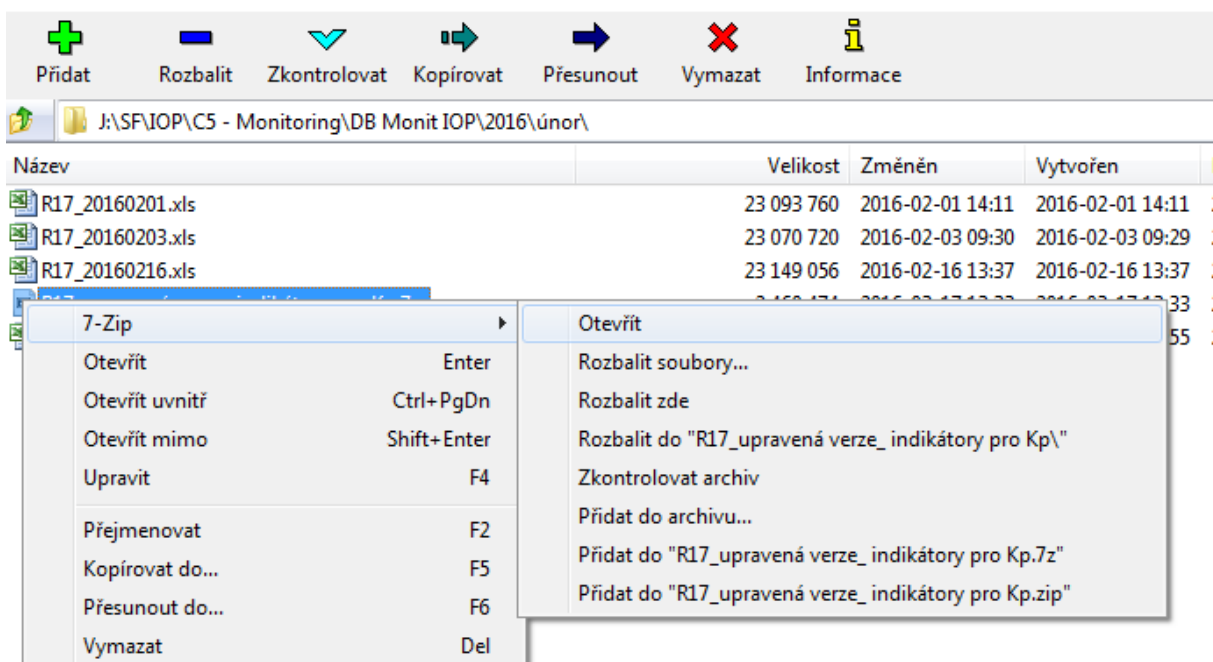 Přidat Rozbalit Zkontrolovat Kopírovat Přesunout Vymazat Informace
J:\SF\IOP\C5 - Monitoring\DB Monit IOP\2016\únor\
Název Velikost Změněn Vytvořen
R17_20160201.xls 23 093 760 2016-02-01 14:11 2016-02-01 14:11
R17_20160203.xls 23 070 720 2016-02-03 09:30 2016-02-03 09:29
R17_20160216.xls 23 149 056 2016-02-16 13:37 2016-02-16 13:37
33
55
7-Zip
Otevřít Enter
Otevřít uvnitř Ctrl+PgDn
Otevřít mimo Shift+Enter
Upravit F4
Přejmenovat F2
Kopírovat do... F5
Přesunout do... F6
Vymazat Del
Otevřít
Rozbalit soubory...
Rozbalit zde
Rozbalit do "R17_upravená verze_ indikátory pro Kp\"
Zkontrolovat archiv
Přidat do archivu...
Přidat do "R17_upravená verze_ indikátory pro Kp.7z"
Přidat do "R17_upravená verze_ indikátory pro Kp.zip"